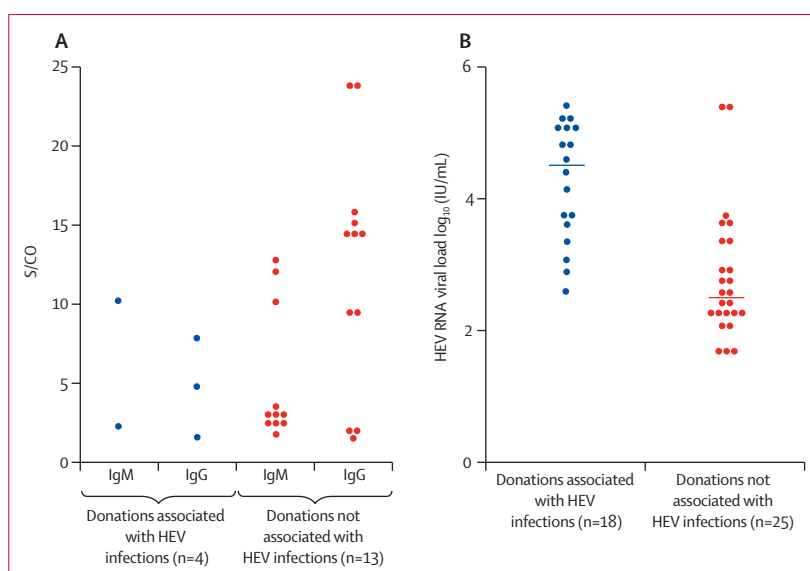 A
25
20
15
10
5
0
S/CO
IgM
IgG
IgM
IgG
Donations associated
with HEV
infections (n=4)
Donations not
associated with
HEV infections (n=13)
B
6
4
2
0
HEV RNA viral load log₁₀ (IU/mL)
Donations associated
with HEV
infections (n=18)
Donations not
associated with
HEV infections (n=25)